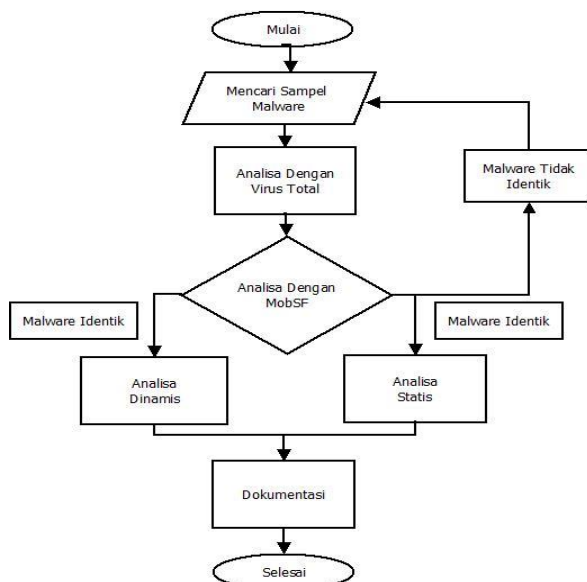 Mulai
Mencari Sampel
Malware
Analisa Dengan
Virus Total
Malware Tidak
Identik
Analisa Dengan
MobSF
Malware Identik
Malware Identik
Analisa
Dinamis
Analisa
Statis
Dokumentasi
Selesai